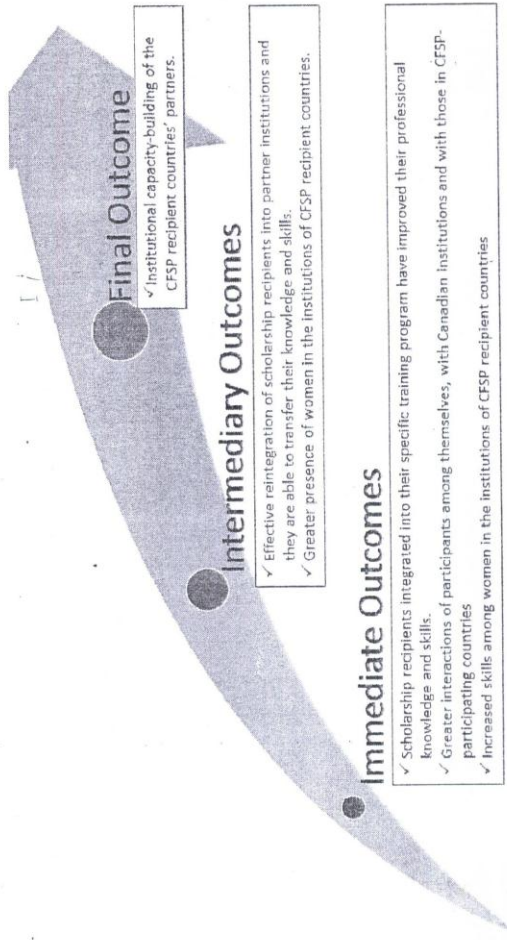 Final Outcome
✓ Institutional capacity-building of the
CFSP recipient countries' partners.
Intermediary Outcomes
✓ Effective reintegration of scholarship recipients into partner institutions and
they are able to transfer their knowledge and skills.
✓ Greater presence of women in the institutions of CFSP recipient countries.
Immediate Outcomes
✓ Scholarship recipients integrated into their specific training program have improved their professional
knowledge and skills.
✓ Greater interactions of participants among themselves, with Canadian institutions and with those in CFSP-
participating countries
✓ Increased skills among women in the institutions of CFSP recipient countries